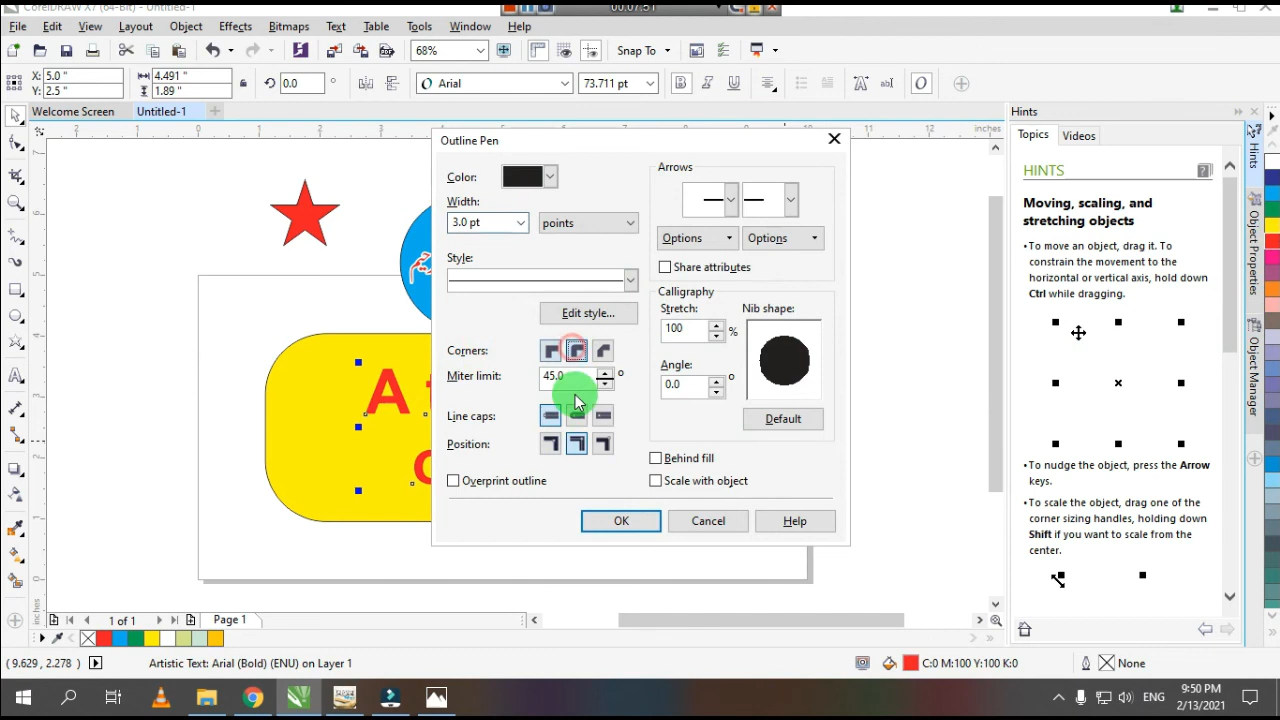 CorelDRAW X7 (64-Bit) - Untitled-1
00:07:51
File Edit View Layout Object Effects Bitmaps Text Table Tools Window Help
68%
Snap To
X: 5.0 "
Y: 2.5 "
4.491 "
1.89 "
0.0
°
Arial
73.711 pt
B
U
Welcome Screen
Untitled-1
inches
Outline Pen
Color:
Width:
3.0 pt
points
Style:
Edit style...
Corners:
Miter limit:
45.0
°
Line caps:
Position:
Overprint outline
Arrows
Options
Options
Share attributes
Calligraphy
Stretch:
100
%
Nib shape:
Angle:
0.0
°
Default
Behind fill
Scale with object
OK
Cancel
Help
Hints
Topics
Videos
HINTS
Moving, scaling, and
stretching objects
•To move an object, drag it. To
constrain the movement to the
horizontal or vertical axis, hold down
Ctrl while dragging.
•To nudge the object, press the Arrow
keys.
•To scale the object, drag one of the
corner sizing handles, holding down
Shift if you want to scale from the
center.
Hints
Object Properties
Object Manager
1 of 1
Page 1
( 9.629, 2.278 )
Artistic Text: Arial (Bold) (ENU) on Layer 1
C:0 M:100 Y:100 K:0
None
ENG
9:50 PM
2/13/2021